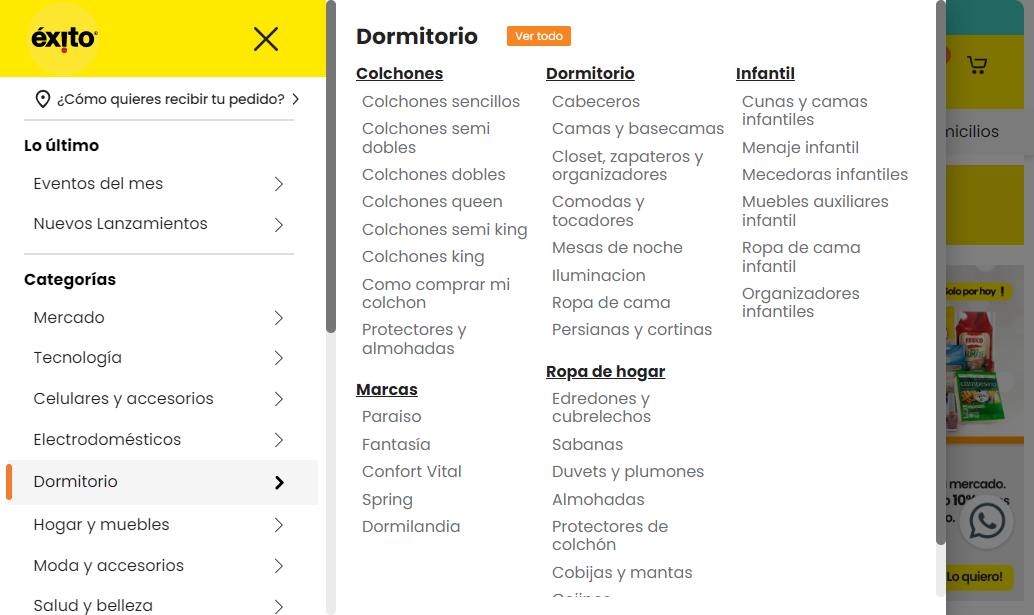 éxito
¿Cómo quieres recibir tu pedido?
Lo último
Eventos del mes
Nuevos Lanzamientos
Categorías
Mercado
Tecnología
Celulares y accesorios
Electrodomésticos
Dormitorio
Hogar y muebles
Moda y accesorios
Salud y belleza
Dormitorio
Ver todo
Colchones
Colchones sencillos
Colchones semi
dobles
Colchones dobles
Colchones queen
Colchones semi king
Colchones king
Como comprar mi
colchon
Protectores y
almohadas
Marcas
Paraiso
Fantasía
Confort Vital
Spring
Dormilandia
Dormitorio
Cabeceros
Camas y basecamas
Closet, zapateros y
organizadores
Comodas y
tocadores
Mesas de noche
Iluminacion
Ropa de cama
Persianas y cortinas
Ropa de hogar
Edredones y
cubrelechos
Sabanas
Duvets y plumones
Almohadas
Protectores de
colchón
Cobijas y mantas
Infantil
Cunas y camas
infantiles
Menaje infantil
Mecedoras infantiles
Muebles auxiliares
infantil
Ropa de cama
infantil
Organizadores
infantiles
micilios
olo por hoy !
mercado.
o 10%
Lo quiero!